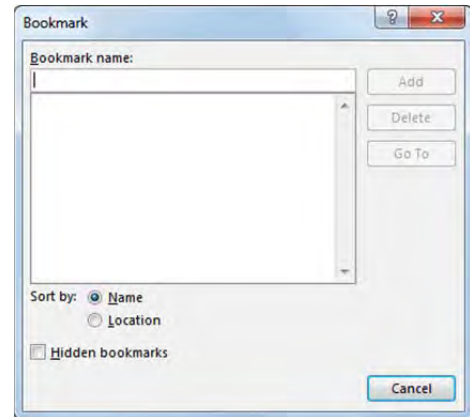 Bookmark
Bookmark name:
Add
Delete
Go To
Sort by: Name
Location
Hidden bookmarks
Cancel